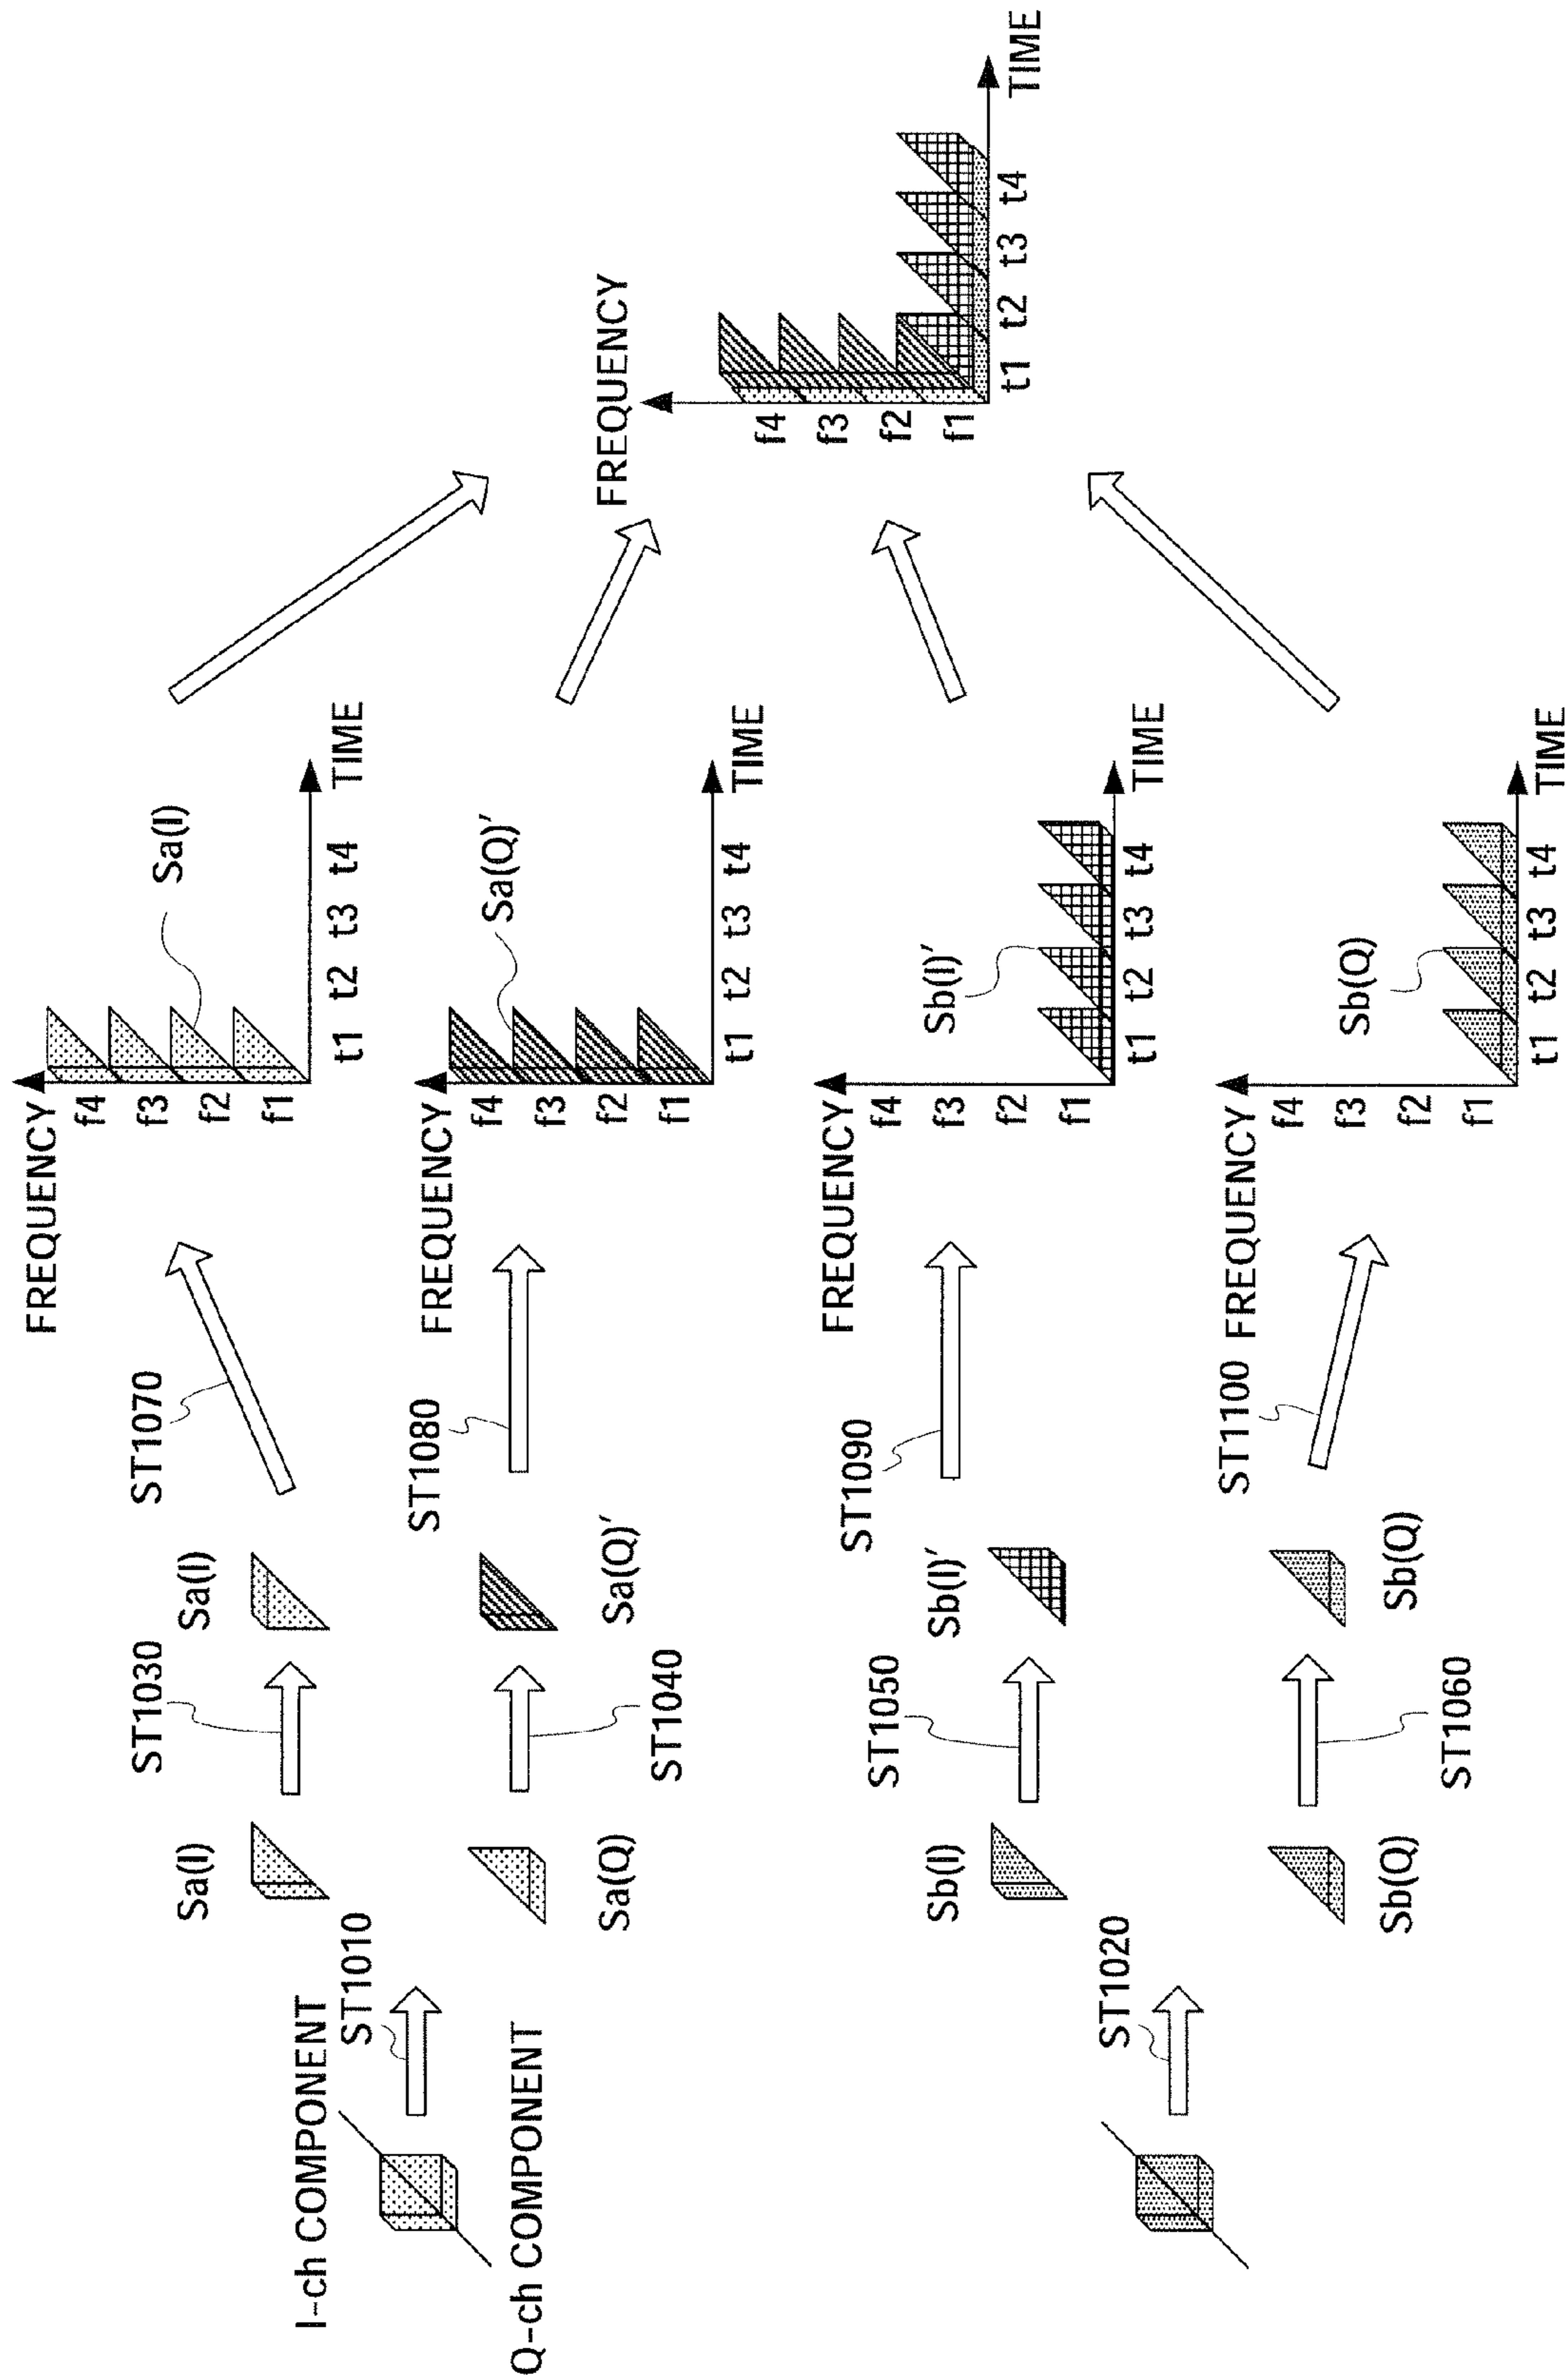 I-ch COMPONENT
Q-ch COMPONENT
ST1010
Sa(I)
ST1030
Sa(I)
ST1070
Sa(Q)
ST1040
Sa(Q)′
ST1080
ST1020
Sb(I)
ST1050
Sb(I)′
ST1090
Sb(Q)
ST1060
Sb(Q)
ST1100
FREQUENCY
f4
f3
f2
f1
Sa(I)
t1 t2 t3 t4
TIME
FREQUENCY
f4
f3
f2
f1
Sa(Q)′
t1 t2 t3 t4
TIME
FREQUENCY
f4
f3
f2
f1
Sb(I)′
t1 t2 t3 t4
TIME
FREQUENCY
f4
f3
f2
f1
Sb(Q)
t1 t2 t3 t4
TIME
FREQUENCY
f4
f3
f2
f1
t1 t2 t3 t4
TIME